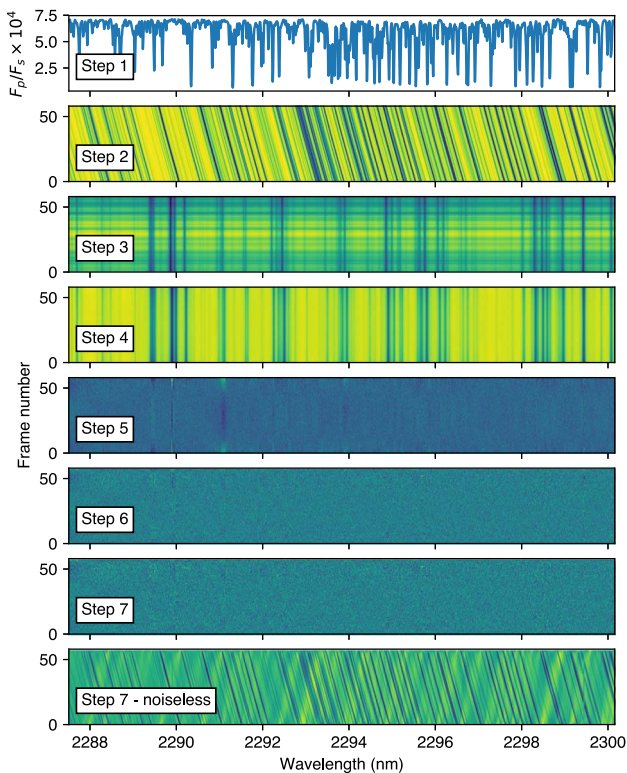 F_p/F_s × 10^4
7.5
5.0
2.5
Step 1
50
0
Step 2
50
0
Step 3
50
0
Step 4
50
0
Step 5
50
0
Step 6
50
0
Step 7
50
0
Step 7 - noiseless
Frame number
2288 2290 2292 2294 2296 2298 2300
Wavelength (nm)